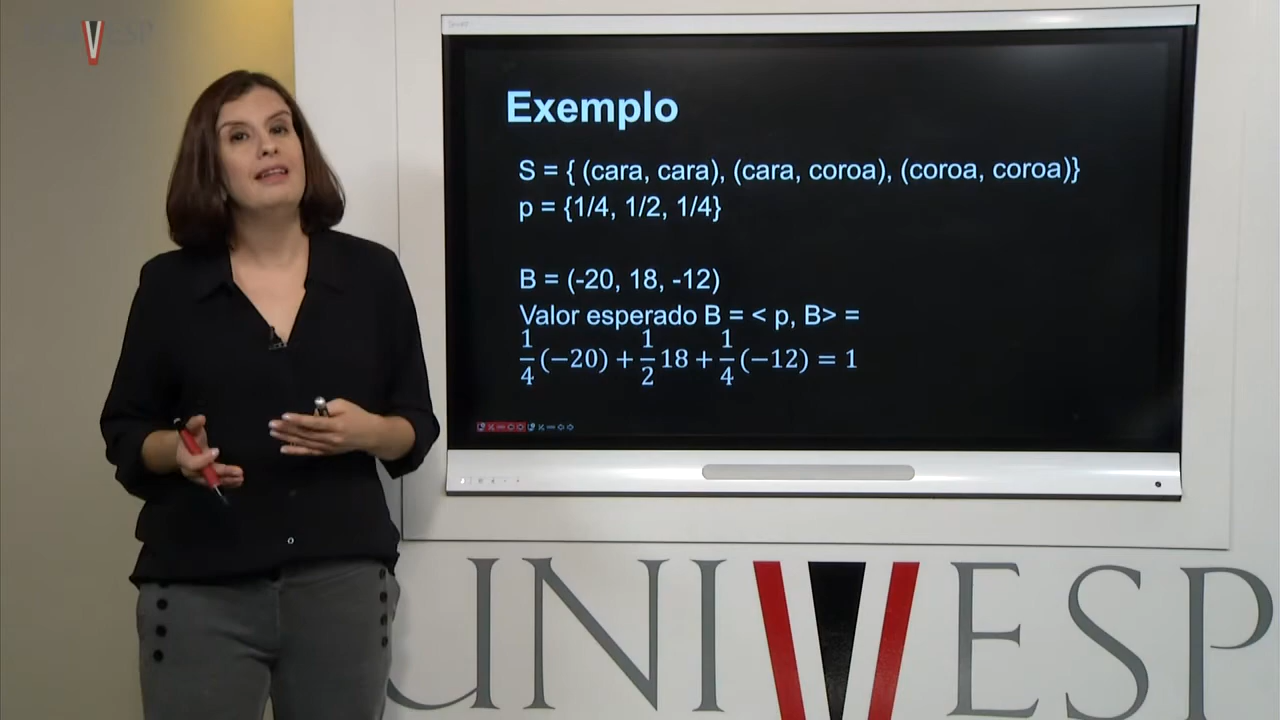 UNIVESP
Exemplo
S = { (cara, cara), (cara, coroa), (coroa, coroa)}
p = {1/4, 1/2, 1/4}
B = (-20, 18, -12)
Valor esperado B = < p, B> =
1/4 (−20) + 1/2 18 + 1/4 (−12) = 1
UNIVESP